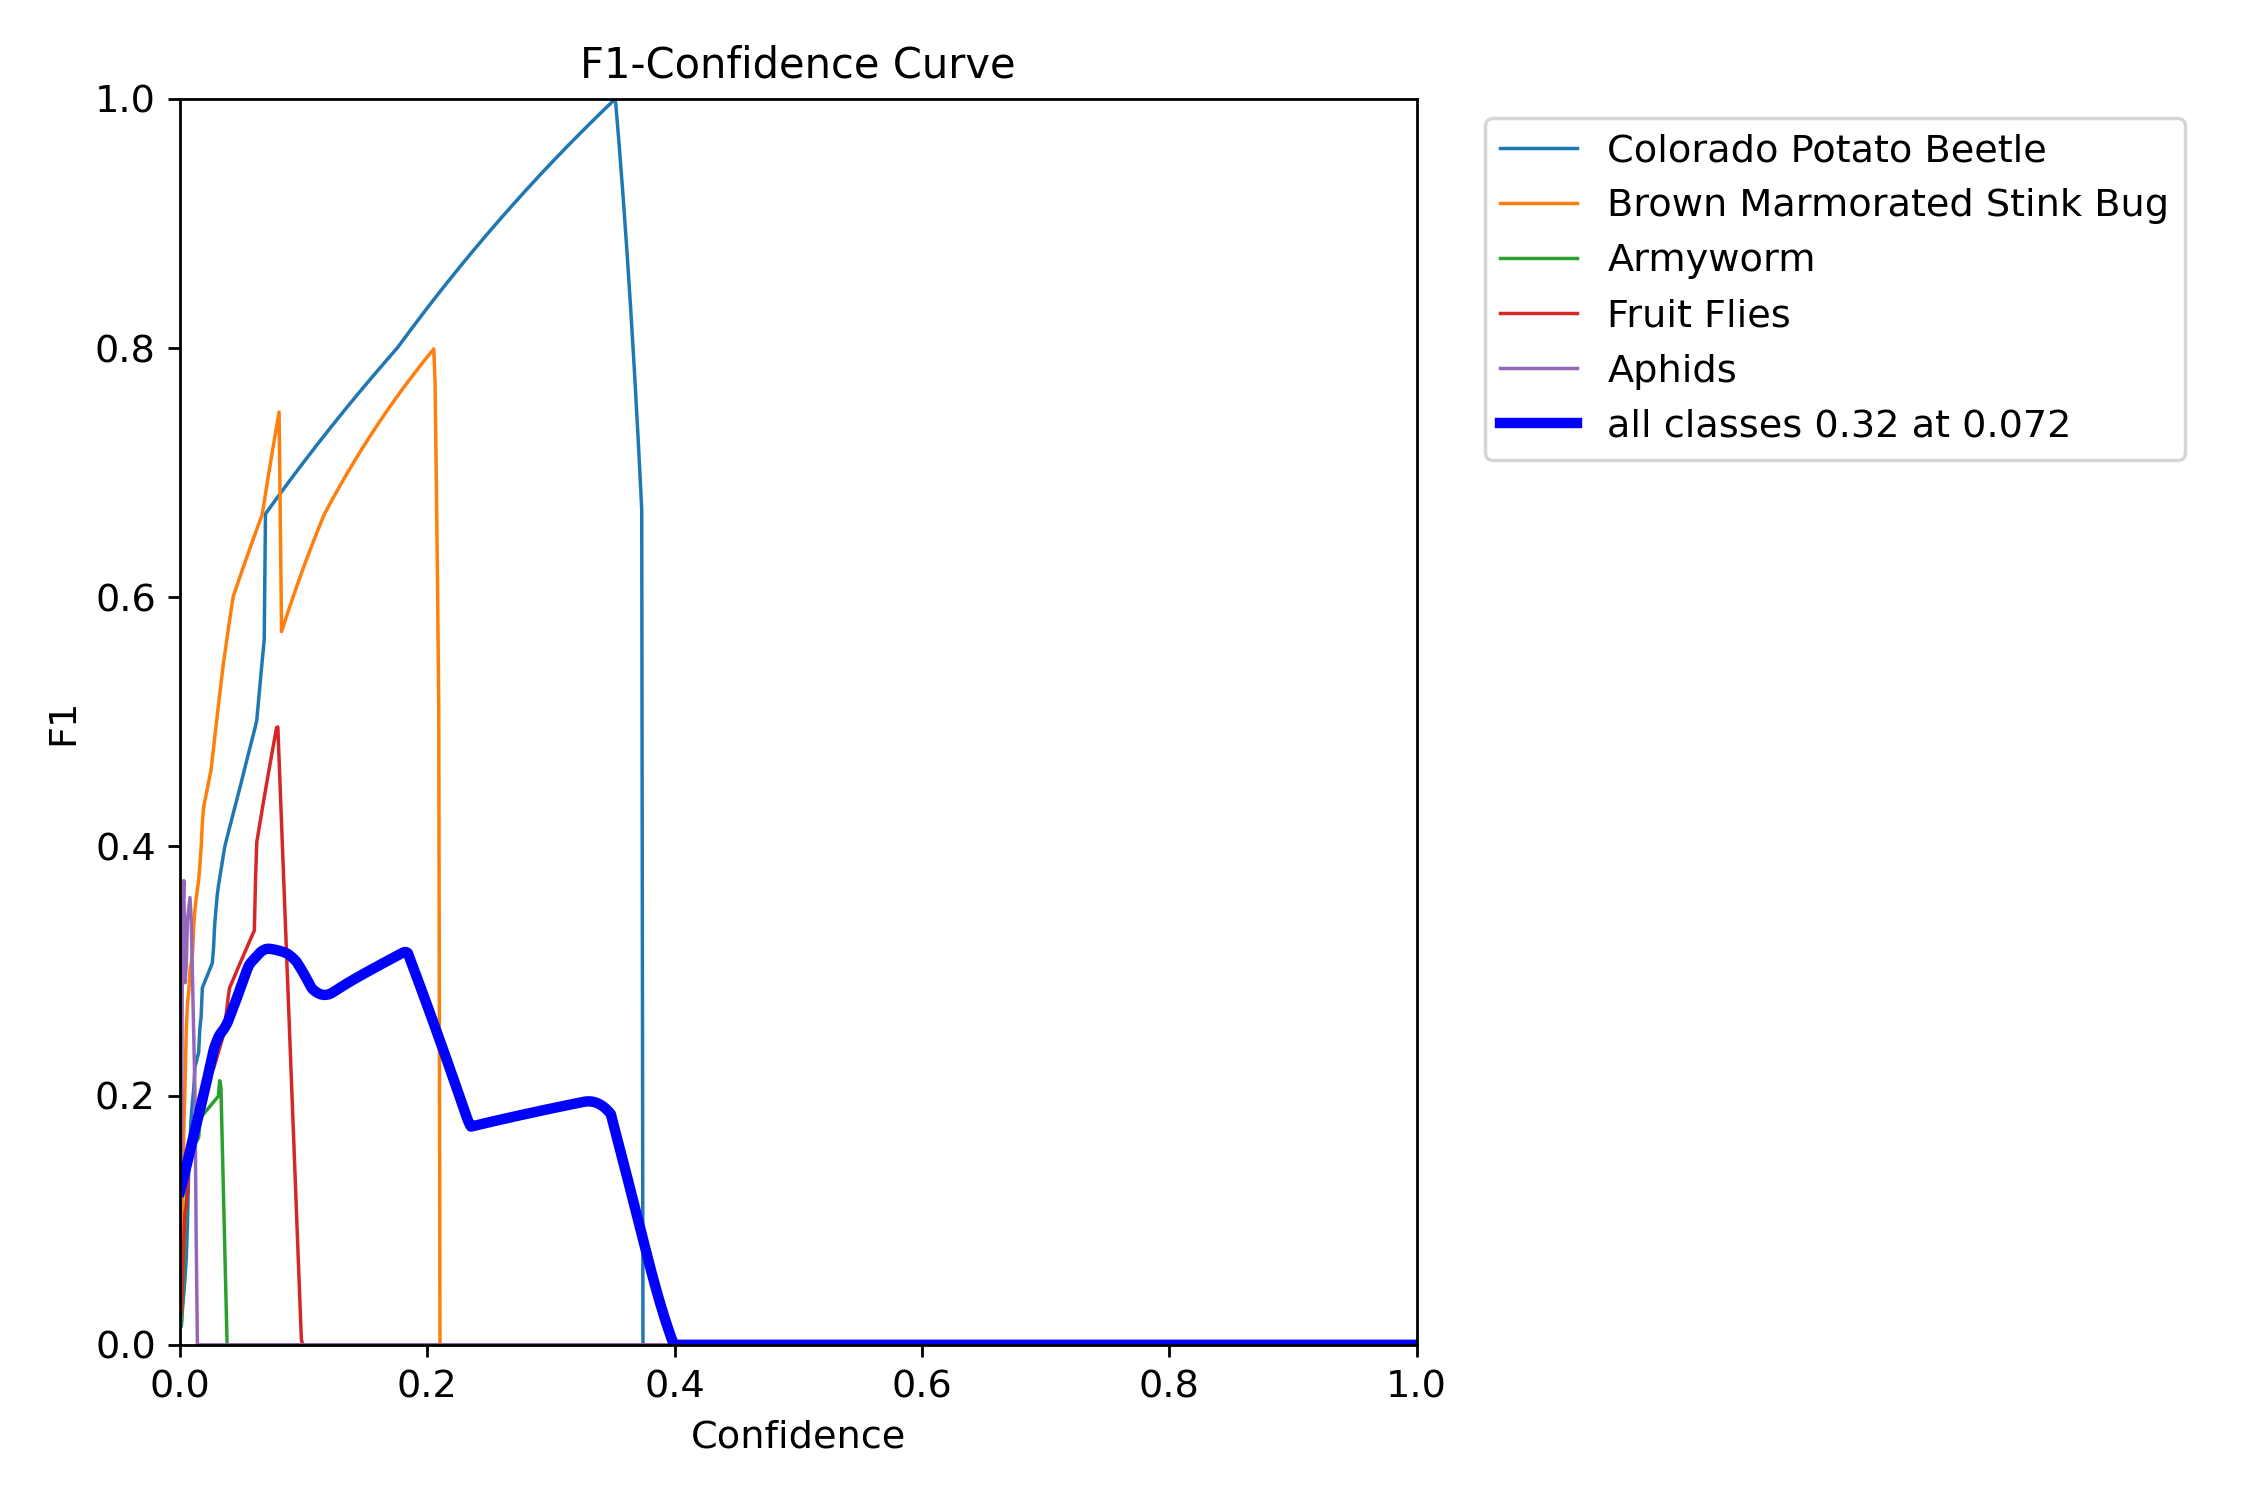 F1-Confidence Curve
1.0
0.8
0.6
0.4
0.2
0.0
F1
0.0 0.2 0.4 0.6 0.8 1.0
Confidence
Colorado Potato Beetle
Brown Marmorated Stink Bug
Armyworm
Fruit Flies
Aphids
all classes 0.32 at 0.072